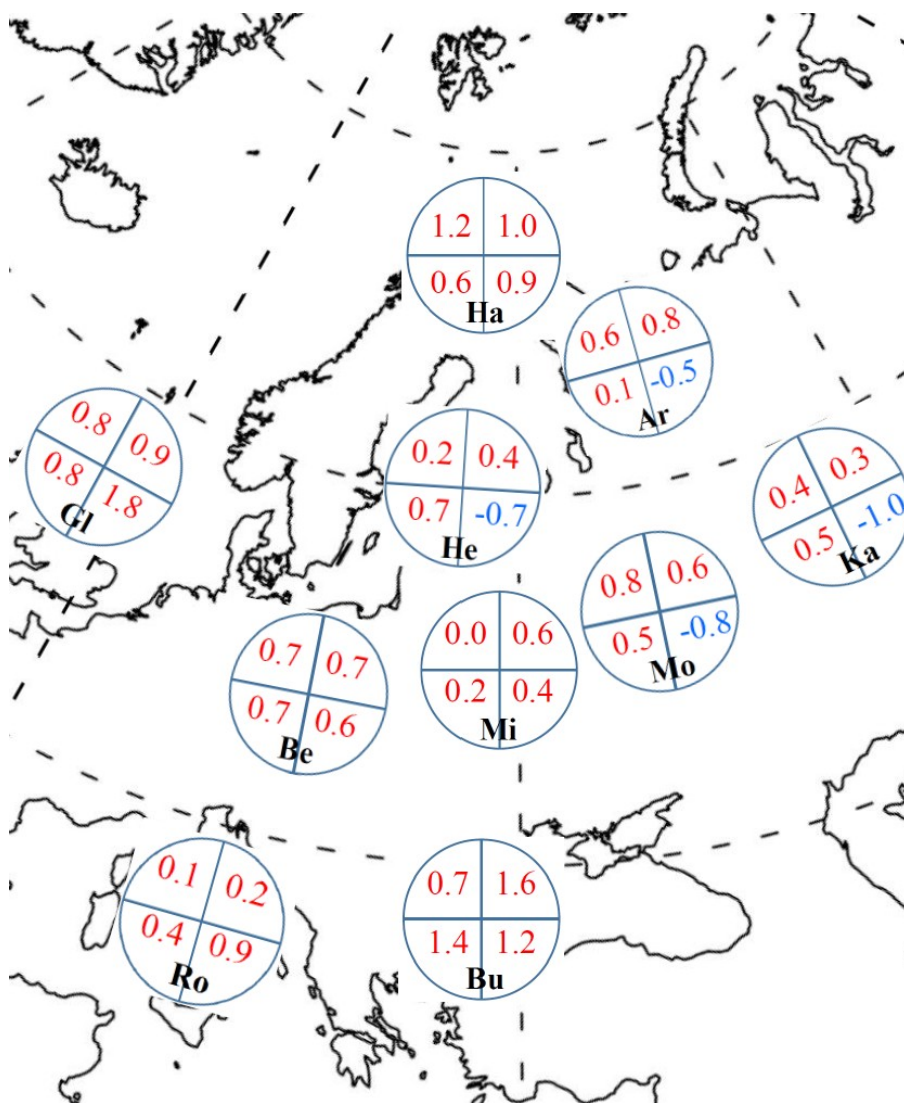 1.2 1.0
0.6 0.9
Ha
0.6 0.8
0.1 -0.5
Ar
0.8 0.9
0.8 1.8
Gl
0.2 0.4
0.7 -0.7
He
0.4 0.3
0.5 -1.0
Ka
0.8 0.6
0.5 -0.8
Mo
0.7 0.7
0.7 0.6
Be
0.0 0.6
0.2 0.4
Mi
0.1 0.2
0.4 0.9
Ro
0.7 1.6
1.4 1.2
Bu